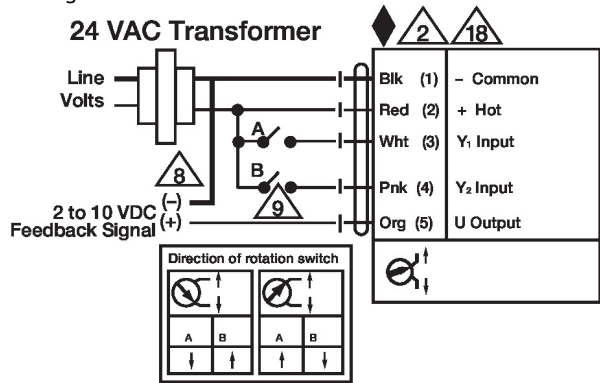 24 VAC Transformer
2
18
Line
Volts
Blk (1) – Common
Red (2) + Hot
A
Wht (3) Y1 Input
B
Pnk (4) Y2 Input
8
9
2 to 10 VDC (–)
Feedback Signal (+)
Org (5) U Output
Direction of rotation switch
A B A B